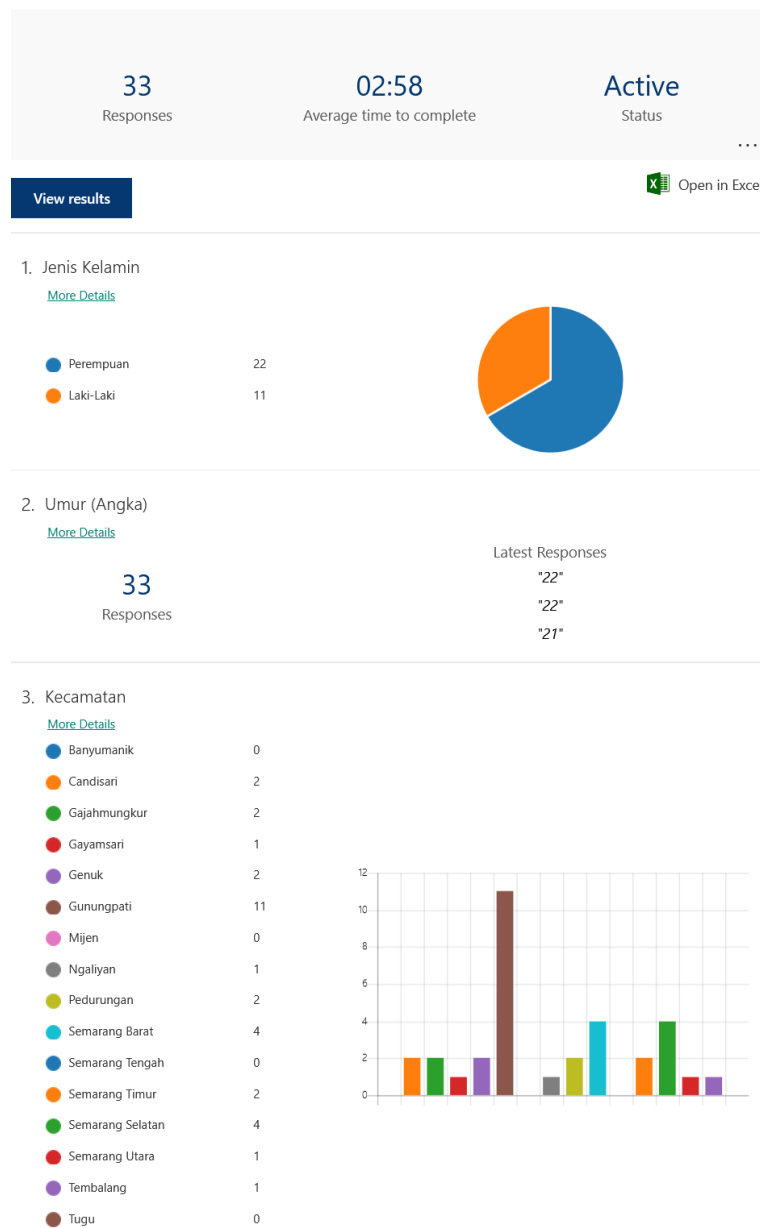 33
Responses
02:58
Average time to complete
Active
Status
...
View results
Open in Exce
1. Jenis Kelamin
More Details
Perempuan 22
Laki-Laki 11
2. Umur (Angka)
More Details
33
Responses
Latest Responses
"22"
"22"
"21"
3. Kecamatan
More Details
Banyumanik 0
Candisari 2
Gajahmungkur 2
Gayamsari 1
Genuk 2
Gunungpati 11
Mijen 0
Ngaliyan 1
Pedurungan 2
Semarang Barat 4
Semarang Tengah 0
Semarang Timur 2
Semarang Selatan 4
Semarang Utara 1
Tembalang 1
Tugu 0
12
10
8
6
4
2
0